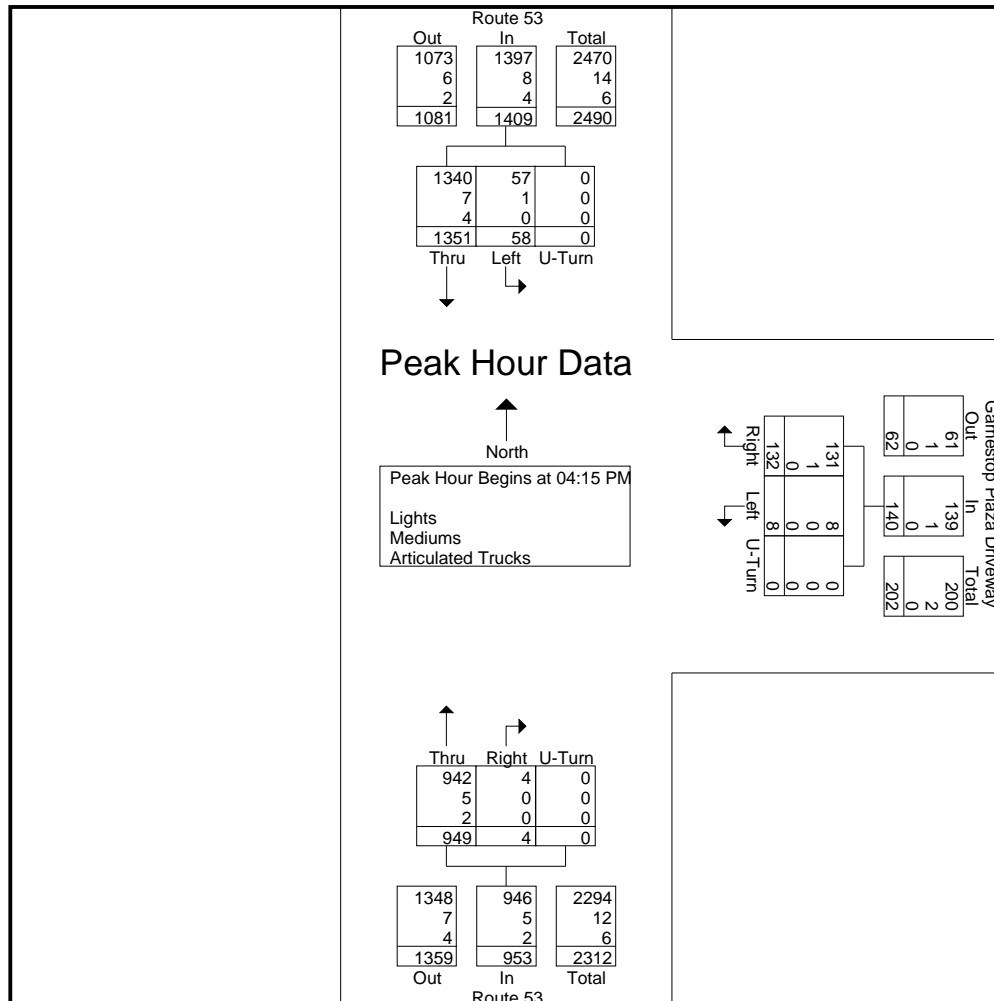 Route 53
Out In Total
1073 1397 2470
6 8 14
2 4 6
1081 1409 2490
1340 57 0
7 1 0
4 0 0
1351 58 0
Thru Left U-Turn
Peak Hour Data
North
Peak Hour Begins at 04:15 PM
Lights
Mediums
Articulated Trucks
Gamestop Plaza Driveway
Out In Total
61 139 200
1 1 2
0 0 0
62 140 202
131 8 0
1 0 0
0 0 0
132 8 0
Right Left U-Turn
Thru Right U-Turn
942 4 0
5 0 0
2 0 0
949 4 0
1348 946 2294
7 5 12
4 2 6
1359 953 2312
Out In Total
Route 53